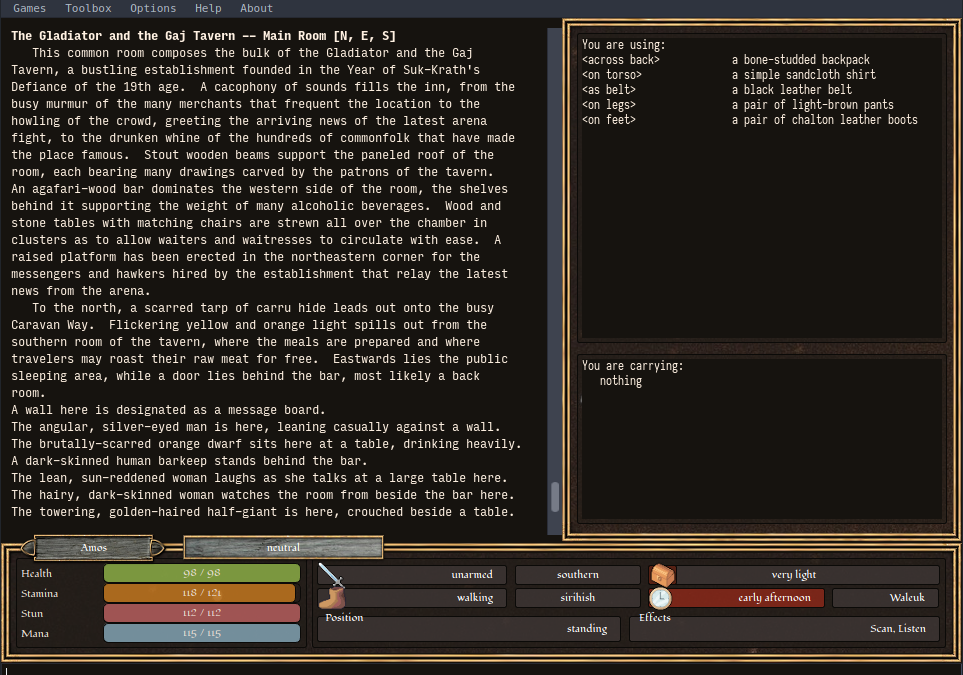 Games Toolbox Options Help About
The Gladiator and the Gaj Tavern -- Main Room [N, E, S]
This common room composes the bulk of the Gladiator and the Gaj
Tavern, a bustling establishment founded in the Year of Suk-Krath's
Defiance of the 19th age. A cacophony of sounds fills the inn, from the
busy murmur of the many merchants that frequent the location to the
howling of the crowd, greeting the arriving news of the latest arena
fight, to the drunken whine of the hundreds of commonfolk that have made
the place famous. Stout wooden beams support the paneled roof of the
room, each bearing many drawings carved by the patrons of the tavern.
An agafari-wood bar dominates the western side of the room, the shelves
behind it supporting the weight of many alcoholic beverages. Wood and
stone tables with matching chairs are strewn all over the chamber in
clusters as to allow waiters and waitresses to circulate with ease. A
raised platform has been erected in the northeastern corner for the
messengers and hawkers hired by the establishment that relay the latest
news from the arena.
To the north, a scarred tarp of carru hide leads out onto the busy
Caravan Way. Flickering yellow and orange light spills out from the
southern room of the tavern, where the meals are prepared and where
travelers may roast their raw meat for free. Eastwards lies the public
sleeping area, while a door lies behind the bar, most likely a back
room.
A wall here is designated as a message board.
The angular, silver-eyed man is here, leaning casually against a wall.
The brutally-scarred orange dwarf sits here at a table, drinking heavily.
A dark-skinned human barkeep stands behind the bar.
The lean, sun-reddened woman laughs as she talks at a large table here.
The hairy, dark-skinned woman watches the room from beside the bar here.
The towering, golden-haired half-giant is here, crouched beside a table.
You are using:
<across back> a bone-studded backpack
<on torso> a simple sandcloth shirt
<as belt> a black leather belt
<on legs> a pair of light-brown pants
<on feet> a pair of chalton leather boots
You are carrying:
nothing
Amos neutral
Health 98 / 98
Stamina 118 / 121
Stun 112 / 112
Mana 115 / 115
unarmed southern very light
walking sirihish early afternoon Waleuk
Position Effects
standing Scan, Listen